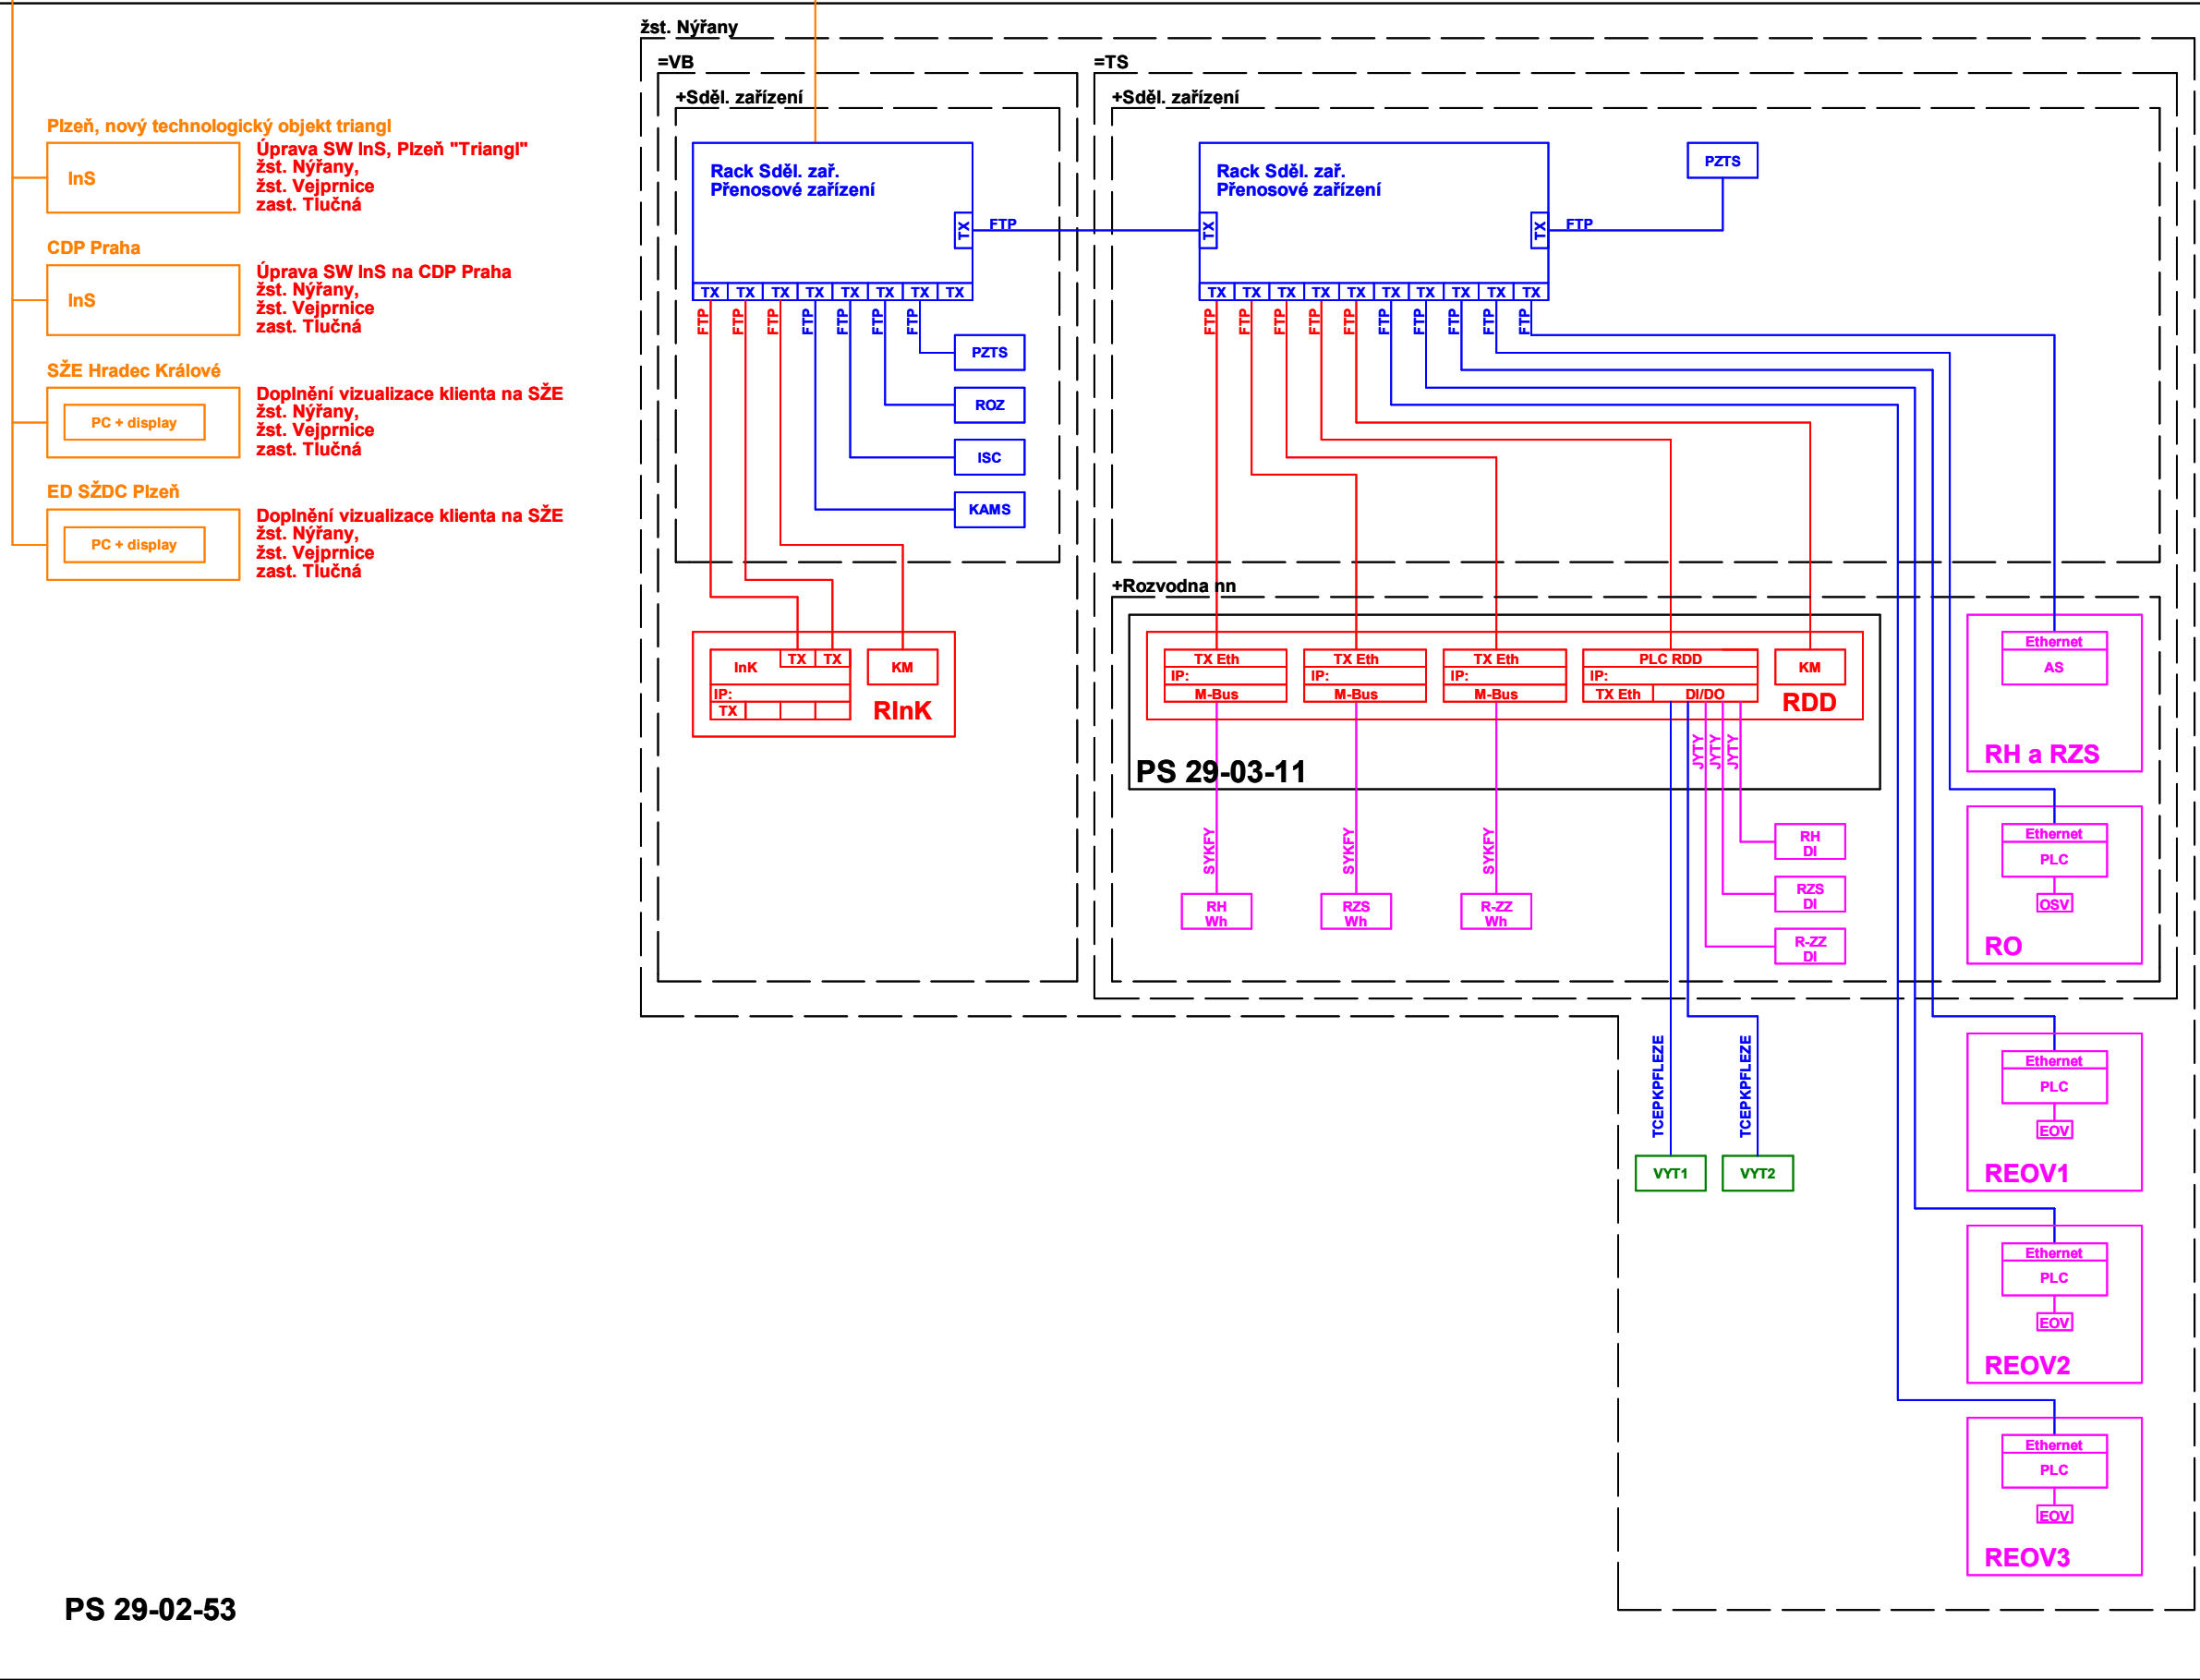 žst. Nýřany
=VB
=TS
+Sděl. zařízení
+Sděl. zařízení
Plzeň, nový technologický objekt triangl
InS
Úprava SW InS, Plzeň "Triangl"
žst. Nýřany,
žst. Vejprnice
zast. Tlučná
CDP Praha
InS
Úprava SW InS na CDP Praha
žst. Nýřany,
žst. Vejprnice
zast. Tlučná
SŽE Hradec Králové
PC + display
Doplnění vizualizace klienta na SŽE
žst. Nýřany,
žst. Vejprnice
zast. Tlučná
ED SŽDC Plzeň
PC + display
Doplnění vizualizace klienta na SŽE
žst. Nýřany,
žst. Vejprnice
zast. Tlučná
Rack Sděl. zař.
Přenosové zařízení
TX
FTP
TX TX TX TX TX TX TX TX
FTP FTP FTP FTP FTP FTP FTP
PZTS
ROZ
ISC
KAMS
InK TX TX
IP:
TX
KM
RInK
Rack Sděl. zař.
Přenosové zařízení
TX
TX
FTP
PZTS
TX TX TX TX TX TX TX TX TX TX
FTP FTP FTP FTP FTP FTP FTP FTP FTP FTP
+Rozvodna nn
TX Eth
IP:
M-Bus
TX Eth
IP:
M-Bus
TX Eth
IP:
M-Bus
PLC RDD
IP:
TX Eth DI/DO
KM
RDD
JYTY JYTY JYTY
PS 29-03-11
SYKFY
SYKFY
SYKFY
RH
Wh
RZS
Wh
R-ZZ
Wh
RH
DI
RZS
DI
R-ZZ
DI
Ethernet
AS
RH a RZS
Ethernet
PLC
OSV
RO
TCEPKPFLEZE
TCEPKPFLEZE
VYT1
VYT2
Ethernet
PLC
EOV
REOV1
Ethernet
PLC
EOV
REOV2
Ethernet
PLC
EOV
REOV3
PS 29-02-53